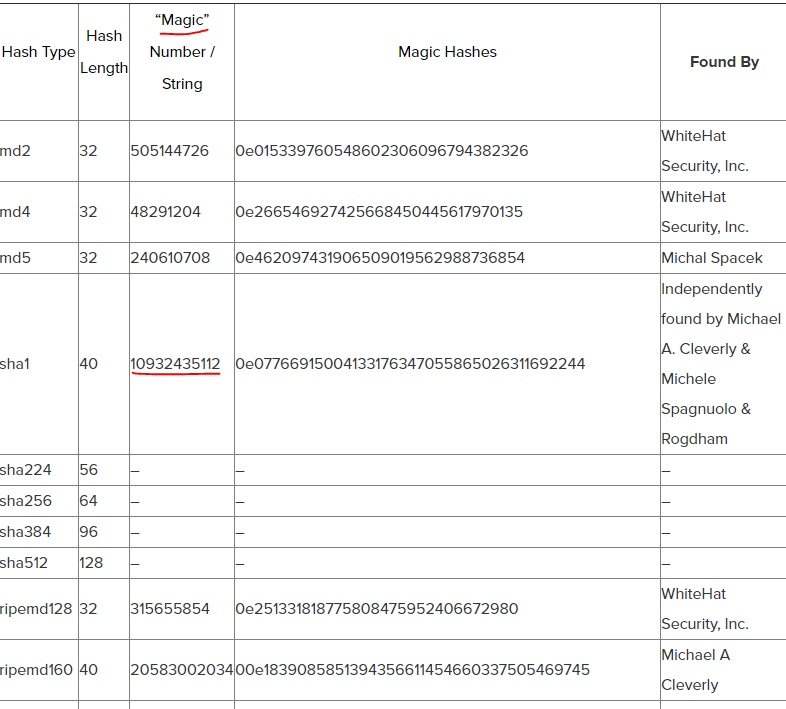 Hash Type
Hash
Length
“Magic”
Number /
String
Magic Hashes
Found By
md2
32
505144726
0e015339760548602306096794382326
WhiteHat
Security, Inc.
md4
32
48291204
0e266546927425668450445617970135
WhiteHat
Security, Inc.
md5
32
240610708
0e462097431906509019562988736854
Michal Spacek
sha1
40
10932435112
0e07766915004133176347055865026311692244
Independently
found by Michael
A. Cleverly &
Michele
Spagnuolo &
Rogdham
sha224
56
–
–
–
sha256
64
–
–
–
sha384
96
–
–
–
sha512
128
–
–
–
ripemd128
32
315655854
0e251331818775808475952406672980
WhiteHat
Security, Inc.
ripemd160
40
20583002034
00e1839085851394356611454660337505469745
Michael A
Cleverly